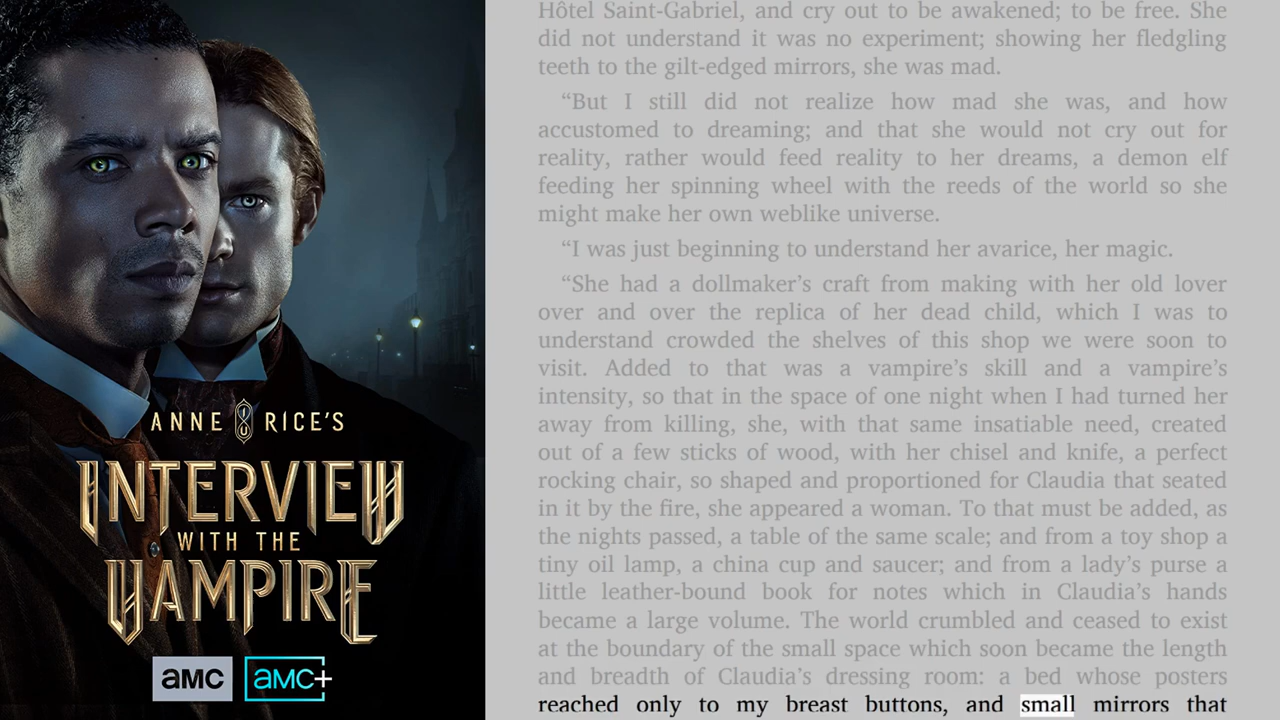 ANNE RICE'S
INTERVIEW
WITH THE
VAMPIRE
aMC
aMC+
Hôtel Saint-Gabriel, and cry out to be awakened; to be free. She
did not understand it was no experiment; showing her fledgling
teeth to the gilt-edged mirrors, she was mad.
“But I still did not realize how mad she was, and how
accustomed to dreaming; and that she would not cry out for
reality, rather would feed reality to her dreams, a demon elf
feeding her spinning wheel with the reeds of the world so she
might make her own weblike universe.
“I was just beginning to understand her avarice, her magic.
“She had a dollmaker’s craft from making with her old lover
over and over the replica of her dead child, which I was to
understand crowded the shelves of this shop we were soon to
visit. Added to that was a vampire’s skill and a vampire’s
intensity, so that in the space of one night when I had turned her
away from killing, she, with that same insatiable need, created
out of a few sticks of wood, with her chisel and knife, a perfect
rocking chair, so shaped and proportioned for Claudia that seated
in it by the fire, she appeared a woman. To that must be added, as
the nights passed, a table of the same scale; and from a toy shop a
tiny oil lamp, a china cup and saucer; and from a lady’s purse a
little leather-bound book for notes which in Claudia’s hands
became a large volume. The world crumbled and ceased to exist
at the boundary of the small space which soon became the length
and breadth of Claudia’s dressing room: a bed whose posters
reached only to my breast buttons, and small mirrors that